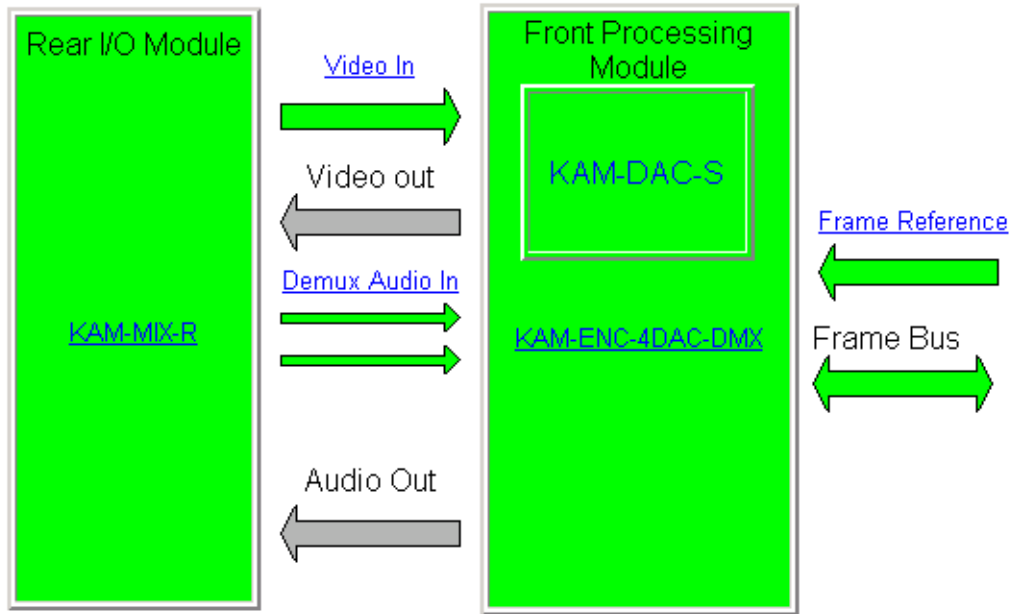 Rear I/O Module
KAM-MIX-R
Video In
Video out
Demux Audio In
Audio Out
Front Processing
Module
KAM-DAC-S
KAM-ENC-4DAC-DMX
Frame Reference
Frame Bus